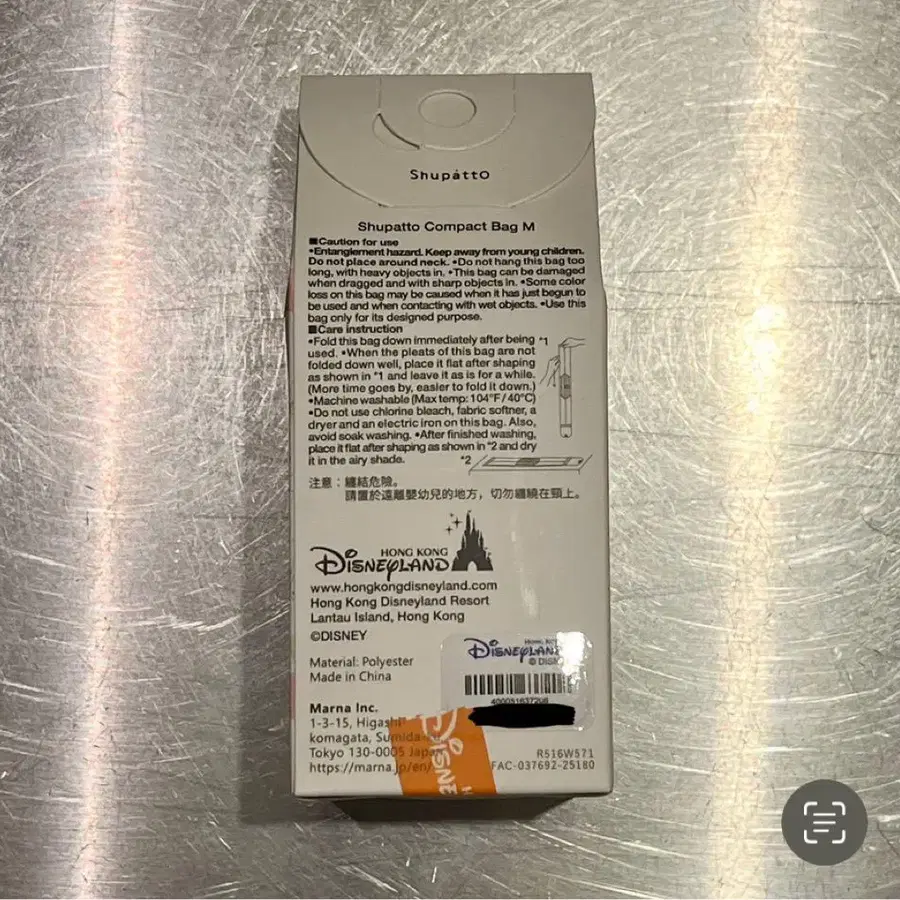 Shupatto
Shupatto Compact Bag M
■Caution for use
•Entanglement hazard. Keep away from young children.
Do not place around neck. •Do not hang this bag too
long, with heavy objects in. •This bag can be damaged
when dragged and with sharp objects in. •Some color
loss on this bag may be caused when it has just begun to
be used and when contacting with wet objects. •Use this
bag only for its designed purpose.
■Care instruction
•Fold this bag down immediately after being
used. •When the pleats of this bag are not
folded down well, place it flat after shaping
as shown in *1 and leave it as is for a while.
(More time goes by, easier to fold it down.)
•Machine washable (Max temp: 104°F/40°C)
•Do not use chlorine bleach, fabric softner, a
dryer and an electric iron on this bag. Also,
avoid soak washing. •After finished washing,
place it flat after shaping as shown in *2 and dry
it in the airy shade.
*1
*2
注意：纏結危險。
請置於遠離嬰幼兒的地方，切勿纏繞在頸上。
HONG KONG
DISNEYLAND
www.hongkongdisneyland.com
Hong Kong Disneyland Resort
Lantau Island, Hong Kong
©DISNEY
Material: Polyester
Made in China
DISNEYLAND
© DISN
Marna Inc.
1-3-15, Higashi
komagata, Sumida-ku
Tokyo 130-0005 Japan
https://marna.jp/en/
DISNE
R516W571
FAC-037692-25180